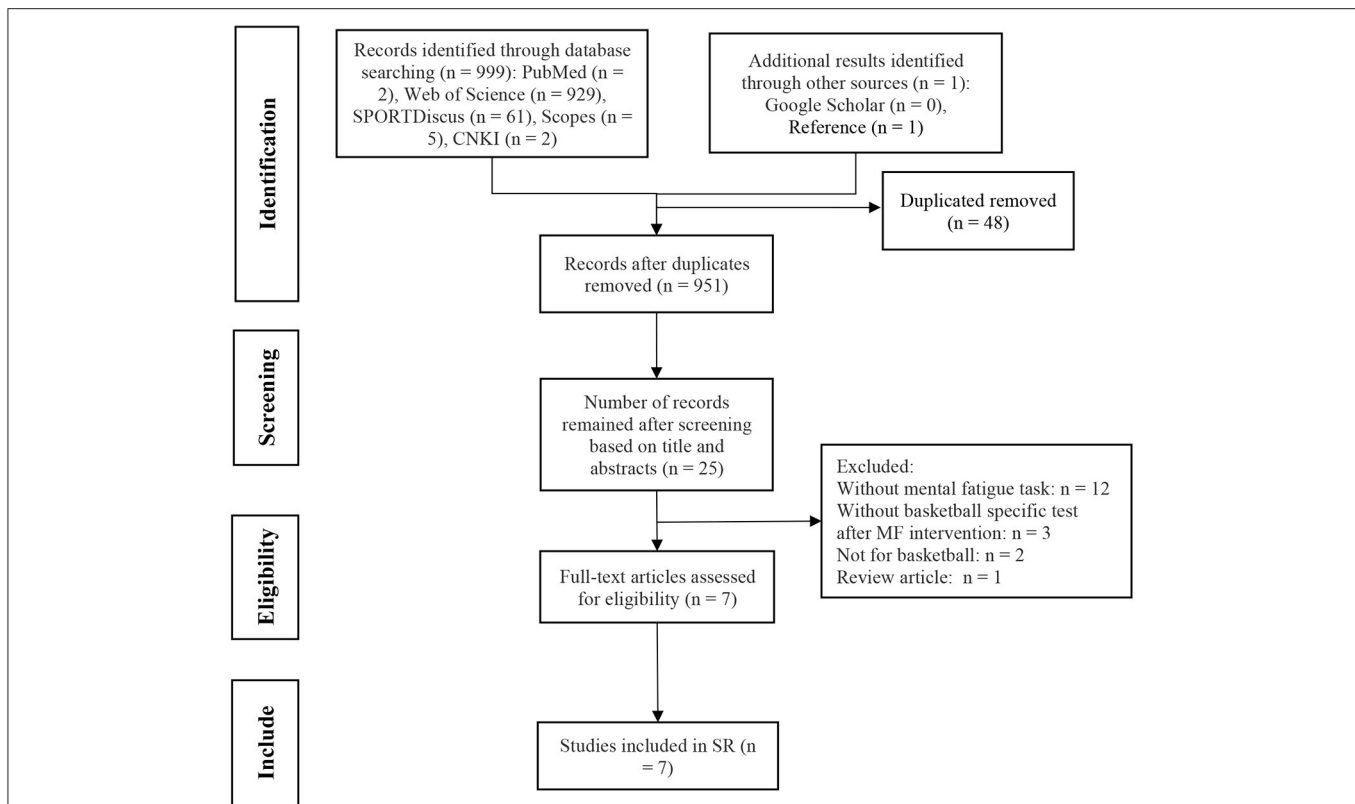 Identification
Records identified through database
searching (n = 999): PubMed (n =
2), Web of Science (n = 929),
SPORTDiscus (n = 61), Scopes (n =
5), CNKI (n = 2)
Additional results identified
through other sources (n = 1):
Google Scholar (n = 0),
Reference (n = 1)
Duplicated removed
(n = 48)
Records after duplicates
removed (n = 951)
Screening
Number of records
remained after screening
based on title and
abstracts (n = 25)
Excluded:
Without mental fatigue task: n = 12
Without basketball specific test
after MF intervention: n = 3
Not for basketball: n = 2
Review article:  n = 1
Eligibility
Full-text articles assessed
for eligibility (n = 7)
Include
Studies included in SR (n
= 7)